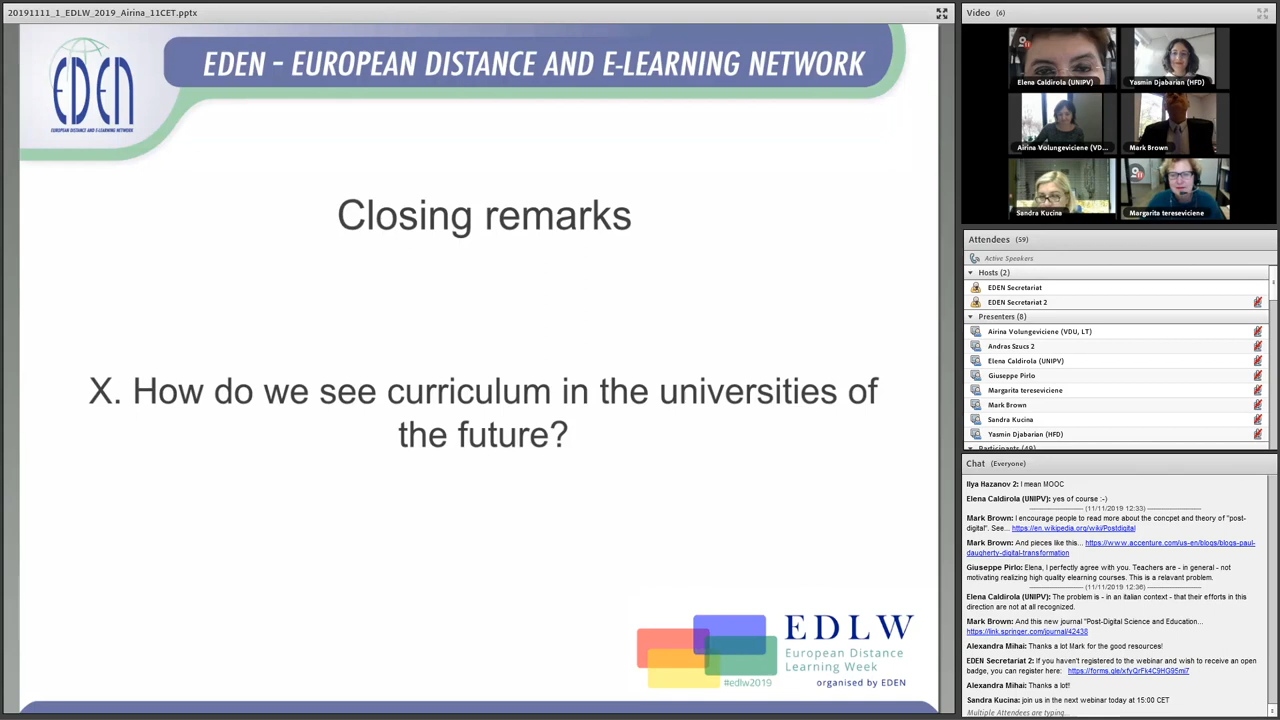 20191111_1_EDLW_2019_Airina_11CET.pptx
EDEN
EUROPEAN DISTANCE AND E-LEARNING NETWORK
EDEN – EUROPEAN DISTANCE AND E-LEARNING NETWORK
Closing remarks
X. How do we see curriculum in the universities of
the future?
EDLW
European Distance
Learning Week
#edlw2019
organised by EDEN
Video (6)
Elena Caldirola (UNIPV)
Yasmin Djabarian (HFD)
Airina Volungeviciene (VD...
Mark Brown
Sandra Kucina
Margarita tereseviciene
Attendees (59)
Active Speakers
Hosts (2)
EDEN Secretariat
EDEN Secretariat 2
Presenters (8)
Airina Volungeviciene (VDU, LT)
Andras Szucs 2
Elena Caldirola (UNIPV)
Giuseppe Pirlo
Margarita tereseviciene
Mark Brown
Sandra Kucina
Yasmin Djabarian (HFD)
Chat (Everyone)
Ilya Hazanov 2: I mean MOOC
Elena Caldirola (UNIPV): yes of course :-)
(11/11/2019 12:33)
Mark Brown: I encourage people to read more about the concpet and theory of "post-
digital". See... https://en.wikipedia.org/wiki/Postdigital
Mark Brown: And pieces like this... https://www.accenture.com/us-en/blogs/blogs-paul-
daugherty-digital-transformation
Giuseppe Pirlo: Elena, I perfectly agree with you. Teachers are - in general - not
motivating realizing high quality elearning courses. This is a relavant problem.
(11/11/2019 12:36)
Elena Caldirola (UNIPV): The problem is - in an italian context - that their efforts in this
direction are not at all recognized.
Mark Brown: And this new journal "Post-Digital Science and Education...
https://link.springer.com/journal/42438
Alexandra Mihai: Thanks a lot Mark for the good resources!
EDEN Secretariat 2: If you haven't registered to the webinar and wish to receive an open
badge, you can register here: https://forms.gle/xfyQrFk4C9HG95mi7
Alexandra Mihai: Thanks a lot!
Sandra Kucina: join us in the next webinar today at 15:00 CET
Multiple Attendees are typing...